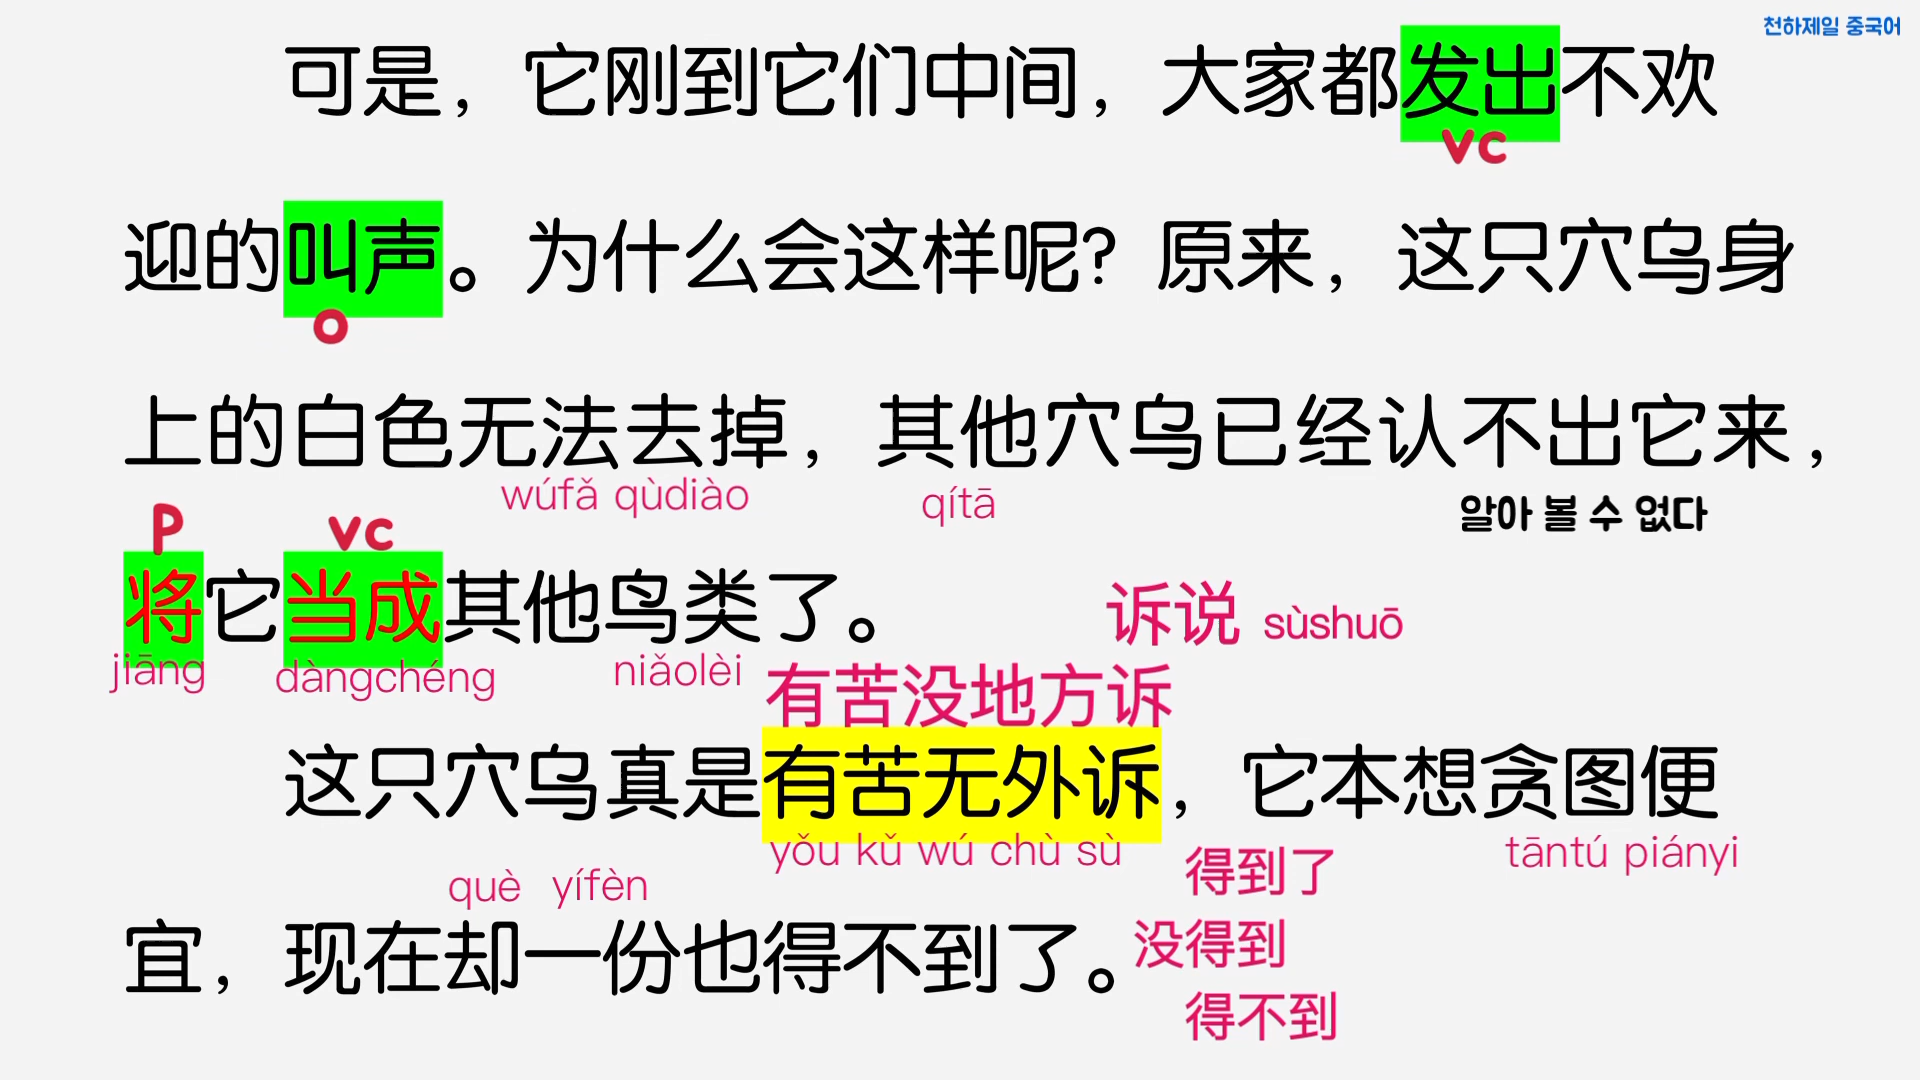 천하제일 중국어
可是，它刚到它们中间，大家都发出不欢
vc
迎的叫声。为什么会这样呢？原来，这只穴乌身
o
上的白色无法去掉，其他穴乌已经认不出它来，
wúfǎ qùdiào qítā
알아 볼 수 없다
P vc
将它当成其他鸟类了。
jiāng dàngchéng niǎolèi
诉说 sùshuō
有苦没地方诉
这只穴乌真是有苦无外诉，它本想贪图便
yǒu kǔ wú chù sù
tāntú piányi
得到了
què yífèn
宜，现在却一份也得不到了。
没得到
得不到